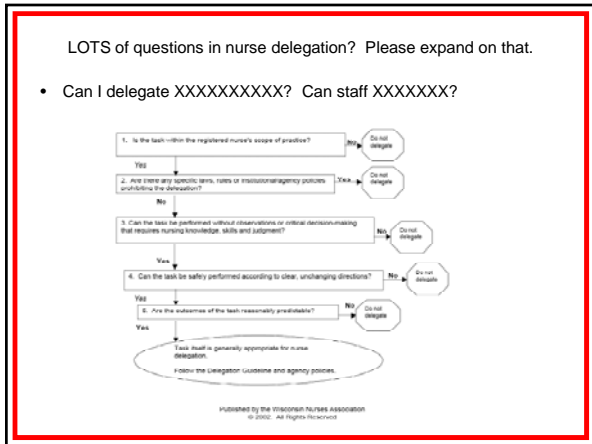 LOTS of questions in nurse delegation? Please expand on that.
• Can I delegate XXXXXXXXXX? Can staff XXXXXXX?
1. Is the task within the registered nurse's scope of practice?
No
Do not
delegate
Yes
2. Are there any specific laws, rules or institutional/agency policies
prohibiting the delegation?
Yes
Do not
delegate
No
3. Can the task be performed without observations or critical decision-making
that requires nursing knowledge, skills and judgment?
No
Do not
delegate
Yes
4. Can the task be safely performed according to clear, unchanging directions?
No
Do not
delegate
Yes
5. Are the outcomes of the task reasonably predictable?
No
Do not
delegate
Yes
Task itself is generally appropriate for nurse
delegation.
Follow the Delegation Guideline and agency policies.
Published by the Wisconsin Nurses Association
© 2002. All Rights Reserved